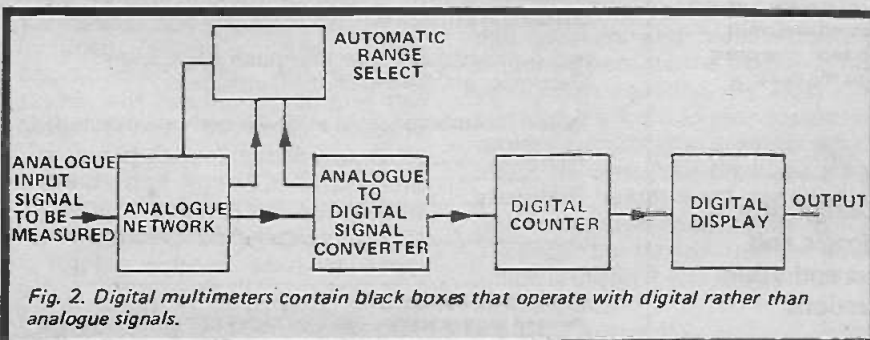 AUTOMATIC
RANGE
SELECT
ANALOGUE
INPUT
SIGNAL
TO BE
MEASURED
ANALOGUE
NETWORK
ANALOGUE
TO
DIGITAL
SIGNAL
CONVERTER
DIGITAL
COUNTER
DIGITAL
DISPLAY
OUTPUT
Fig. 2. Digital multimeters contain black boxes that operate with digital rather than
analogue signals.